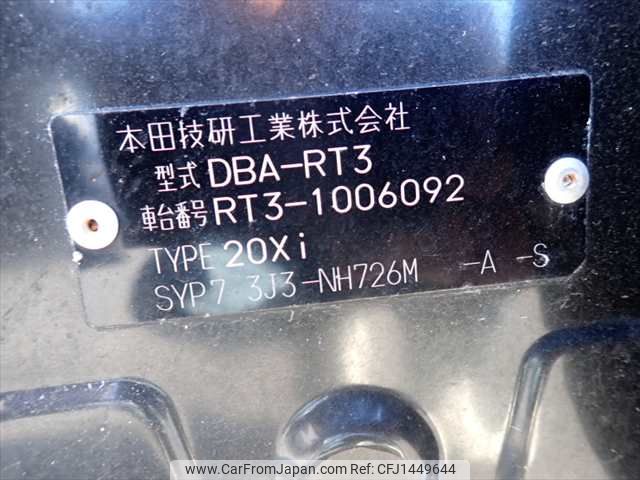 本田技研工業株式会社
型式 DBA-RT3
車台番号 RT3-1006092
TYPE 20Xi
SYP7 3J3-NH726M -A -S
www.CarFromJapan.com - CFJ1449644